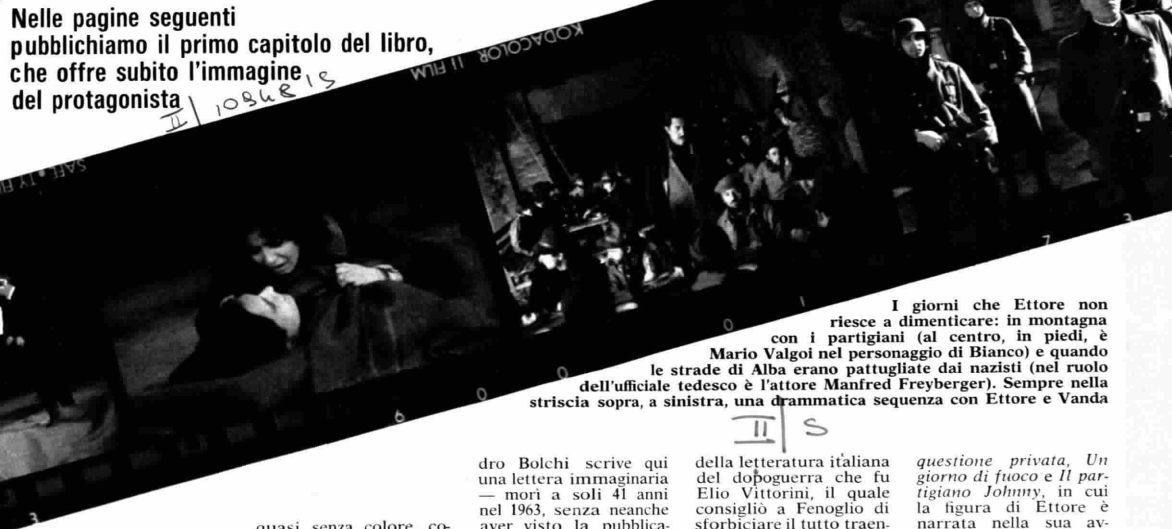 Nelle pagine seguenti
pubblichiamo il primo capitolo del libro,
che offre subito l'immagine
del protagonista
KODACOLOR II FILM
I giorni che Ettore non
riesce a dimenticare: in montagna
con i partigiani (al centro, in piedi, è
Mario Valgoi nel personaggio di Bianco) e quando
le strade di Alba erano pattugliate dai nazisti (nel ruolo
dell'ufficiale tedesco è l'attore Manfred Freyberger). Sempre nella
striscia sopra, a sinistra, una drammatica sequenza con Ettore e Vanda
II S
quasi senza colore co-
dro Bolchi scrive qui
una lettera immaginaria
— morì a soli 41 anni
nel 1963, senza neanche
aver visto la pubblica-
della letteratura italiana
del dopoguerra che fu
Elio Vittorini, il quale
consigliò a Fenoglio di
sforbiciare il tutto traen-
questione privata, Un
giorno di fuoco e Il par-
tigiano Johnny, in cui
la figura di Ettore è
narrata nella sua av-